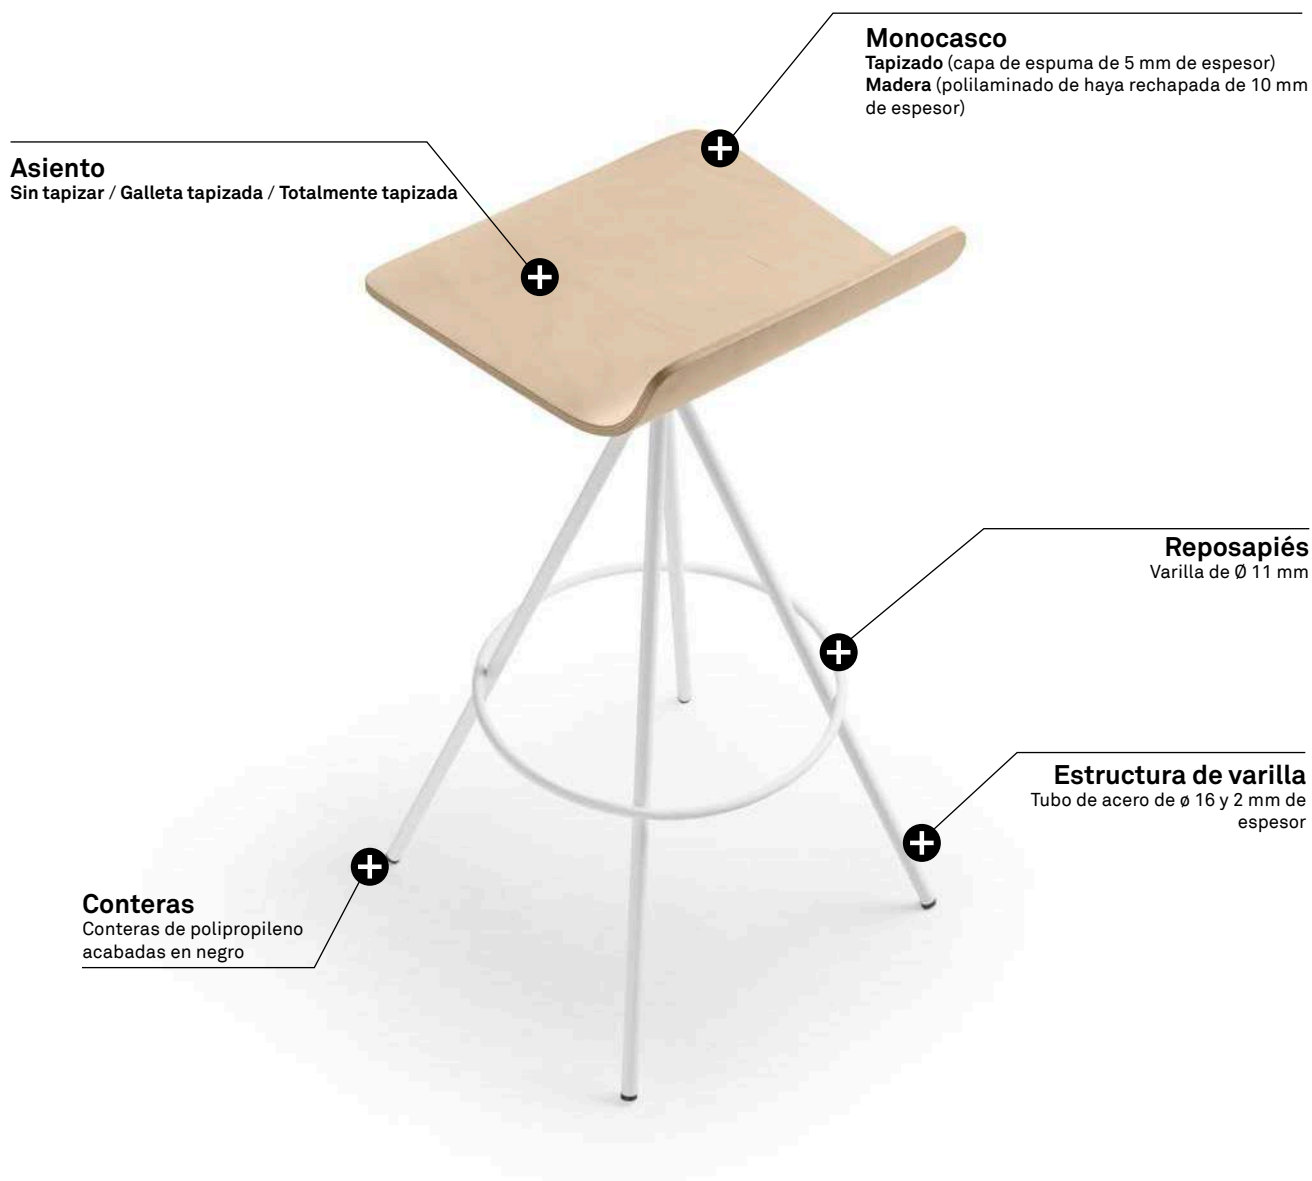 Monocasco
Tapizado (capa de espuma de 5 mm de espesor)
Madera (polilaminado de haya rechapada de 10 mm
de espesor)
Asiento
Sin tapizar / Galleta tapizada / Totalmente tapizada
Reposapiés
Varilla de Ø 11 mm
Estructura de varilla
Tubo de acero de ø 16 y 2 mm de
espesor
Conteras
Conteras de polipropileno
acabadas en negro